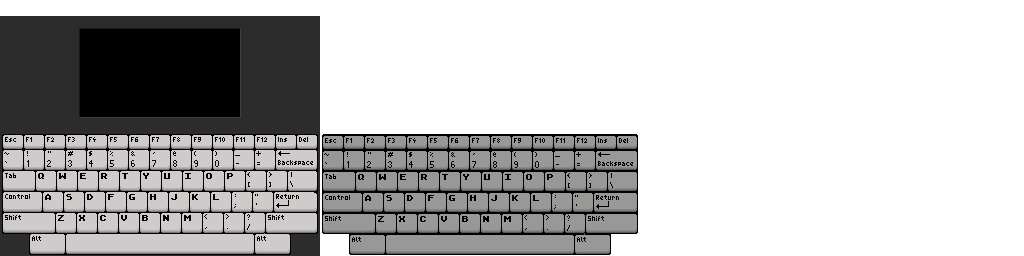 Esc F1 F2 F3 F4 F5 F6 F7 F8 F9 F10 F11 F12 Ins Del
~ ! " # $ % & ( ) _ + ←
` 1 2 3 4 5 6 7 8 9 0 - = Backspace
Tab Q W E R T Y U I O P < > |
[ ] \
Control A S D F G H J K L : " Return
; '
Shift Z X C V B N M < > ? Shift
, . /
Alt Alt
Esc F1 F2 F3 F4 F5 F6 F7 F8 F9 F10 F11 F12 Ins Del
~ ! " # $ % & ( ) _ + ←
` 1 2 3 4 5 6 7 8 9 0 - = Backspace
Tab Q W E R T Y U I O P < > |
[ ] \
Control A S D F G H J K L : " Return
; '
Shift Z X C V B N M < > ? Shift
, . /
Alt Alt